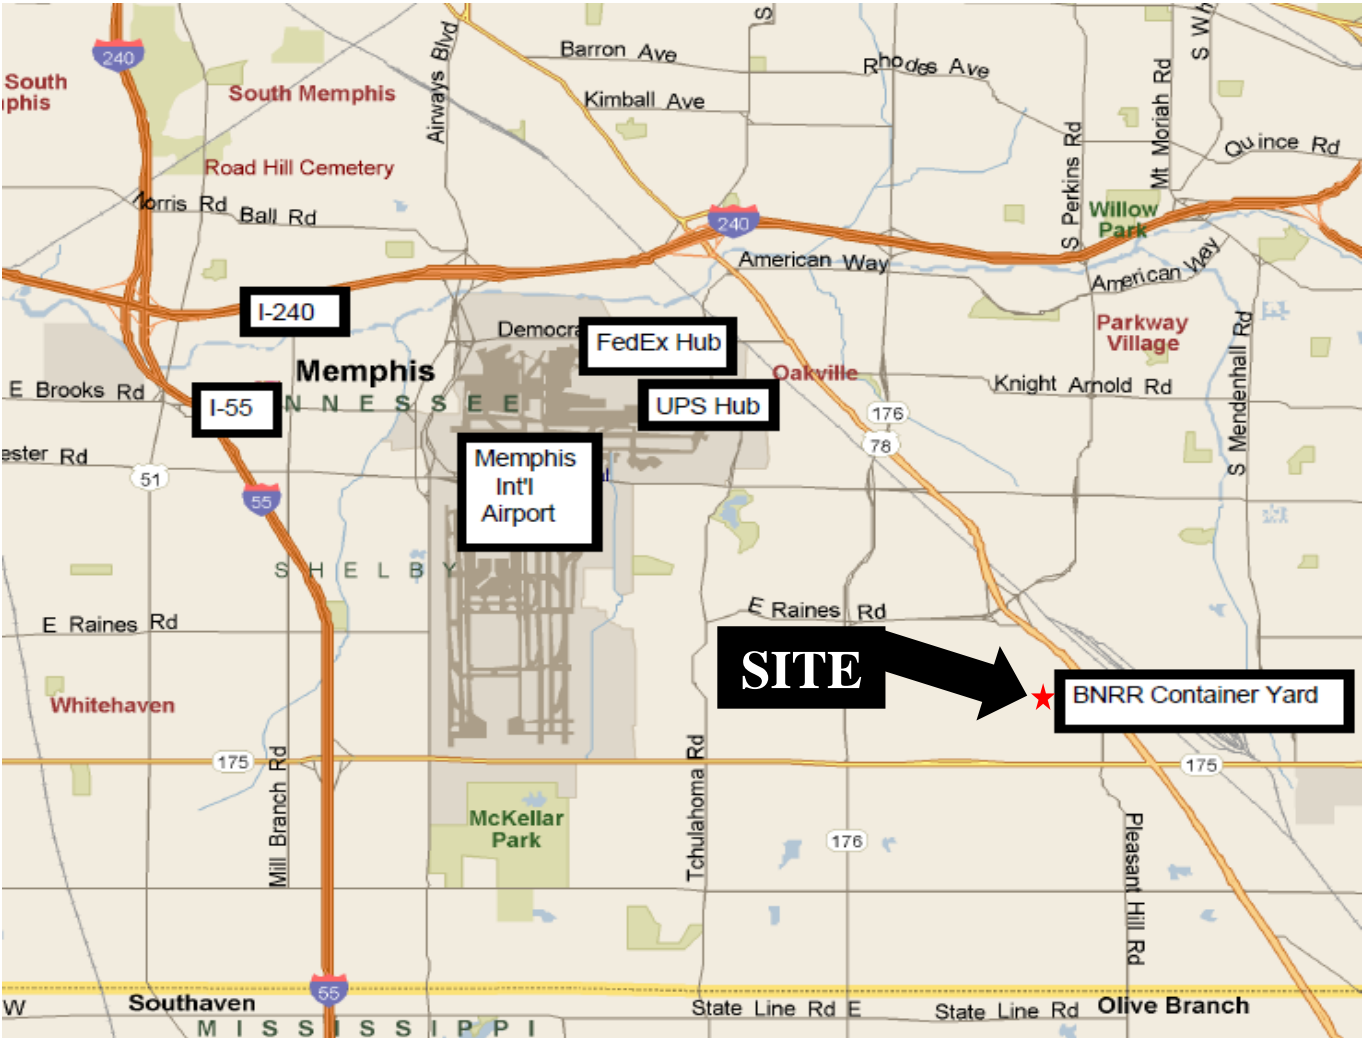 240
South
phis
South Memphis
Airways Blvd
Barron Ave
Kimball Ave
S
Rhodes Ave
S Perkins Rd
Mt Moriah Rd
S Wh
Quince Rd
Road Hill Cemetery
Norris Rd
Ball Rd
240
American Way
Willow
Park
American Way
I-240
Democra
FedEx Hub
Parkway
Village
Memphis
Oakville
E Brooks Rd
I-55
N N E S S E E
UPS Hub
176
Knight Arnold Rd
78
S Mendenhall Rd
ester Rd
51
55
Memphis
Int'l
Airport
al
S H E L B Y
E Raines Rd
E Raines Rd
SITE
BNRR Container Yard
Whitehaven
175
Mill Branch Rd
Tchulahoma Rd
175
McKellar
Park
176
Pleasant Hill Rd
55
W
Southaven
State Line Rd E
State Line Rd
Olive Branch
M I S S I S S I P P I